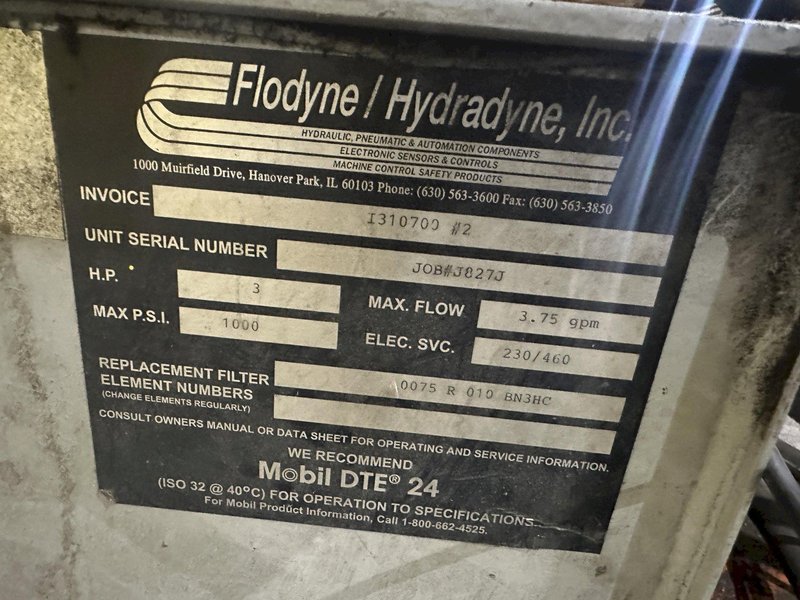 Flodyne / Hydradyne, Inc.
HYDRAULIC, PNEUMATIC & AUTOMATION COMPONENTS
ELECTRONIC SENSORS & CONTROLS
MACHINE CONTROL SAFETY PRODUCTS
1000 Muirfield Drive, Hanover Park, IL 60103 Phone: (630) 563-3600 Fax: (630) 563-3850
INVOICE I310700 #2
UNIT SERIAL NUMBER JOB#J827J
H.P. 3 MAX. FLOW 3.75 gpm
MAX P.S.I. 1000 ELEC. SVC. 230/460
REPLACEMENT FILTER 0075 R 010 BN3HC
ELEMENT NUMBERS
(CHANGE ELEMENTS REGULARLY)
CONSULT OWNERS MANUAL OR DATA SHEET FOR OPERATING AND SERVICE INFORMATION.
WE RECOMMEND
Mobil DTE® 24
(ISO 32 @ 40°C) FOR OPERATION TO SPECIFICATIONS
For Mobil Product Information, Call 1-800-662-4525.